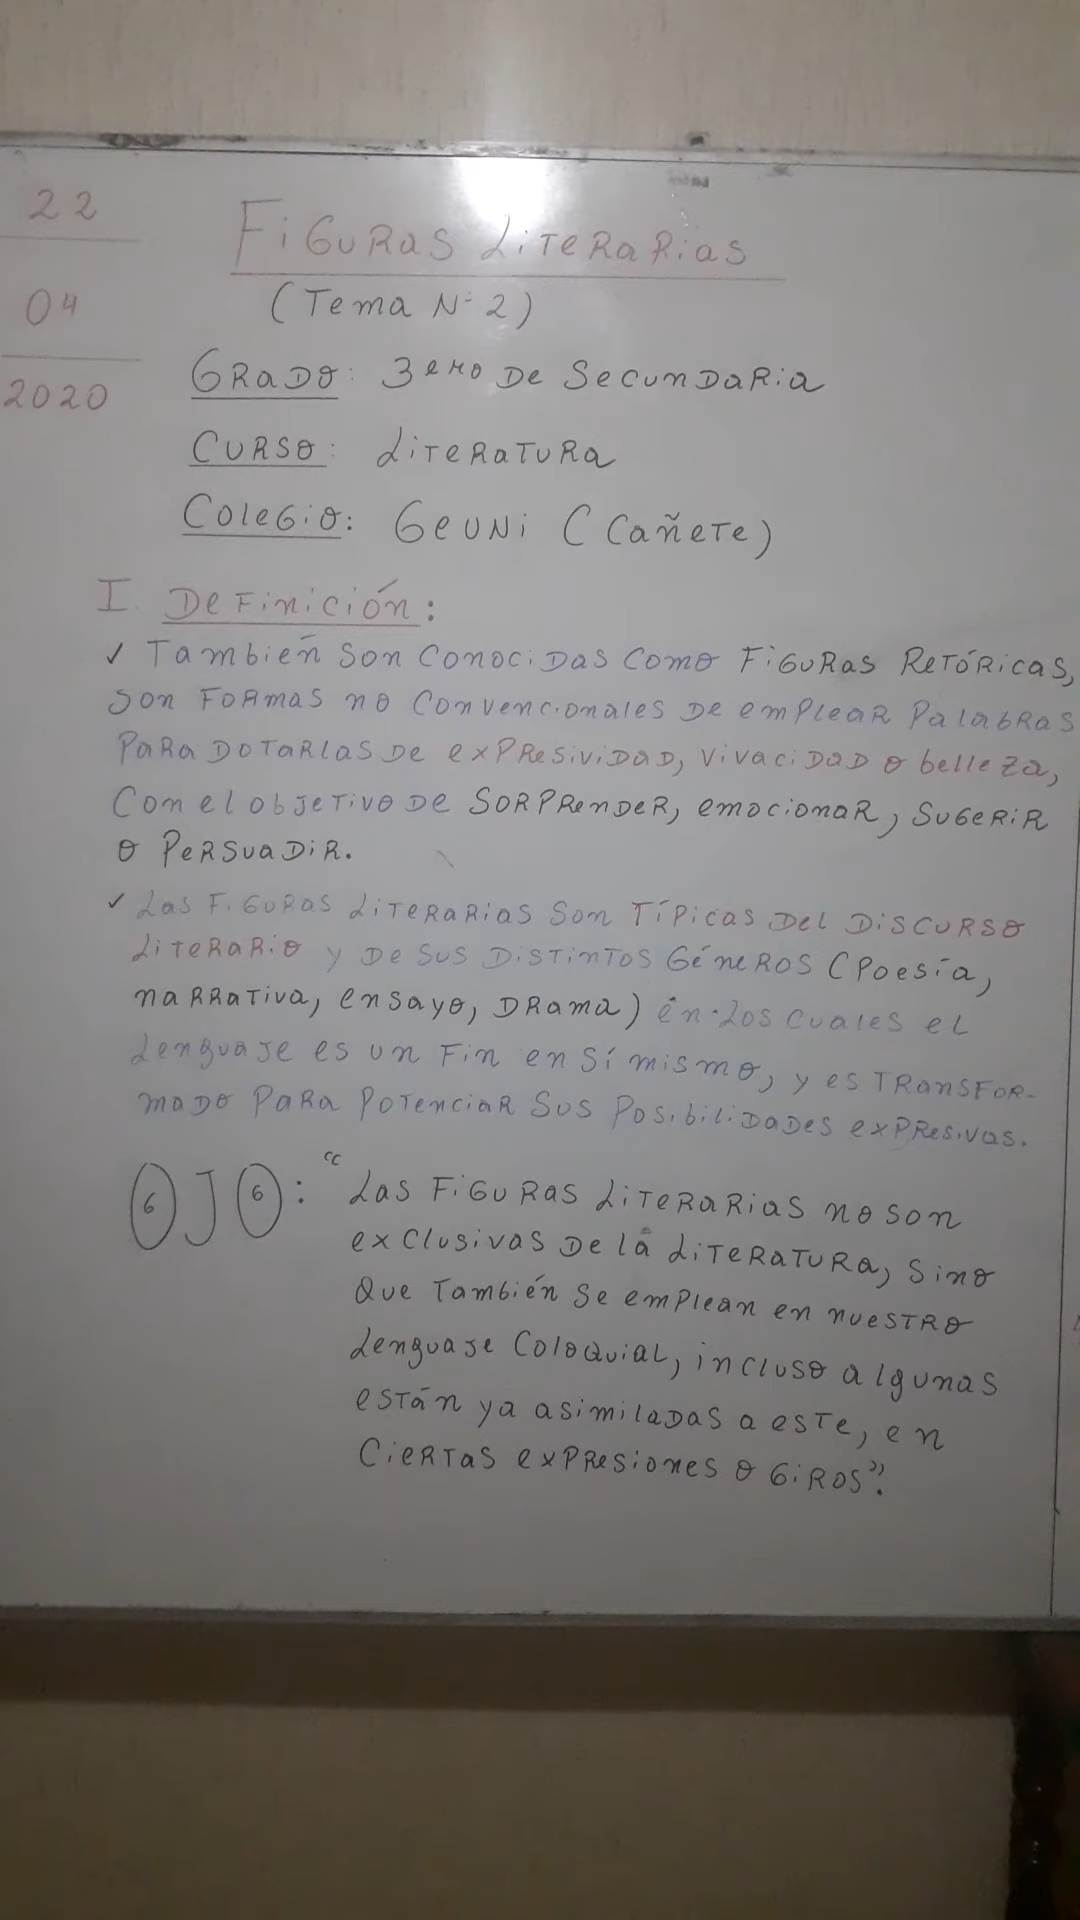 22
04
2020
FiGURAS LiTERARiAS
(Tema Nº 2)
GRADO: 3ero De Secundaria
CURSO: LiTeRaTURa
Colegio: GeUNi (Cañete)
I. Definición:
✓ También son conocidas como Figuras Retóricas,
son formas no convencionales de emplear palabras
para dotarlas de expresividad, vivacidad o belleza,
con el objetivo de sorprender, emocionar, sugerir
o persuadir.
✓ Las Figuras Literarias son típicas del discurso
literario y de sus distintos géneros (poesía,
narrativa, ensayo, drama) en los cuales el
lenguaje es un fin en sí mismo, y es transfor-
mado para potenciar sus posibilidades expresivas.
OJO: "Las Figuras Literarias no son
exclusivas de la Literatura, sino
que también se emplean en nuestro
lenguaje coloquial, incluso algunas
están ya asimiladas a este, en
ciertas expresiones o giros".